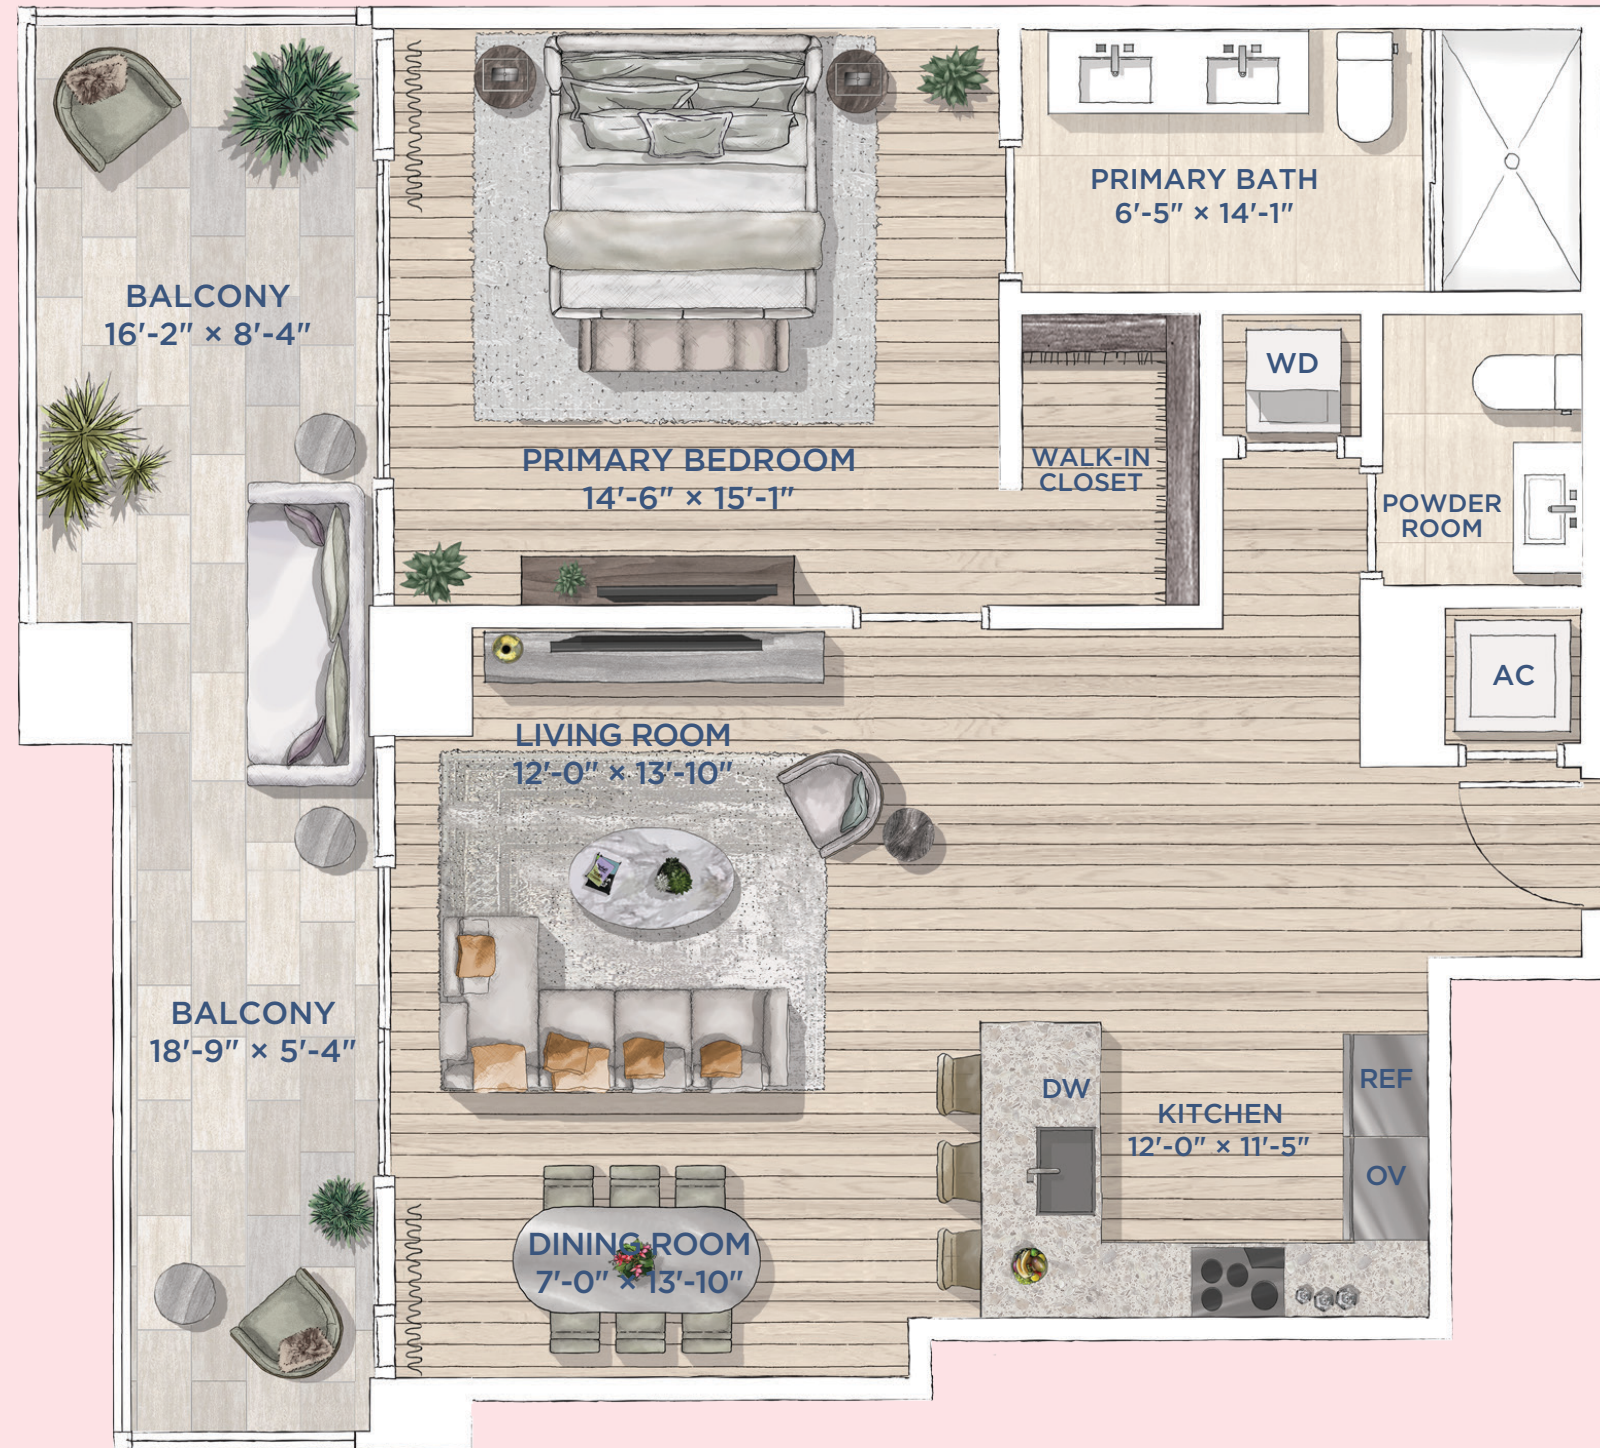 PRIMARY BATH
6'-5" × 14'-1"
BALCONY
16'-2" × 8'-4"
WD
PRIMARY BEDROOM
14'-6" × 15'-1"
WALK-IN
CLOSET
POWDER
ROOM
AC
LIVING ROOM
12'-0" × 13'-10"
BALCONY
18'-9" × 5'-4"
DW
REF
KITCHEN
12'-0" × 11'-5"
OV
DINING ROOM
7'-0" × 13'-10"